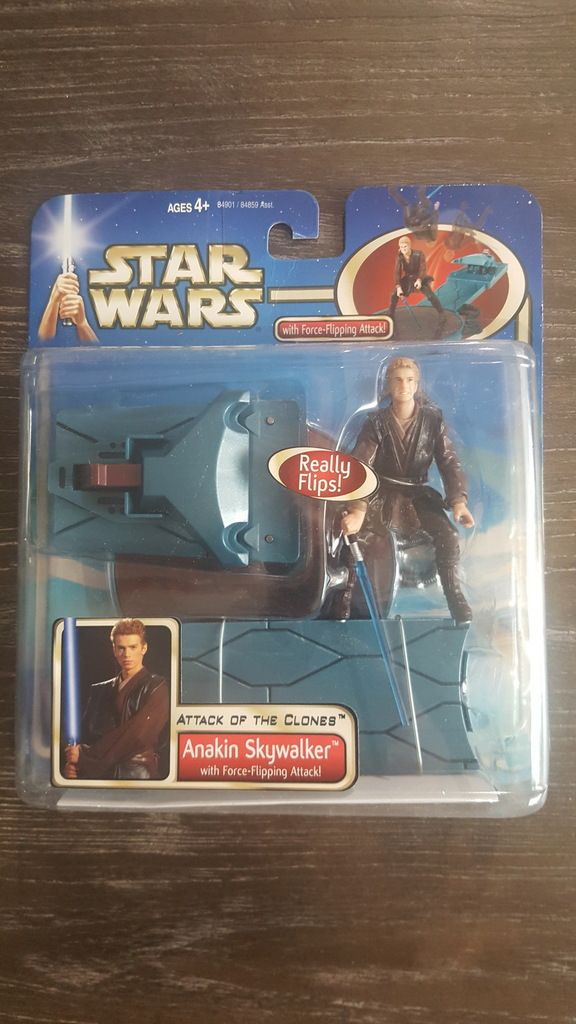 AGES 4+ 84901 / 84859 Asst.
STAR
WARS
with Force-Flipping Attack!
Really
Flips!
ATTACK OF THE CLONES™
Anakin Skywalker™
with Force-Flipping Attack!